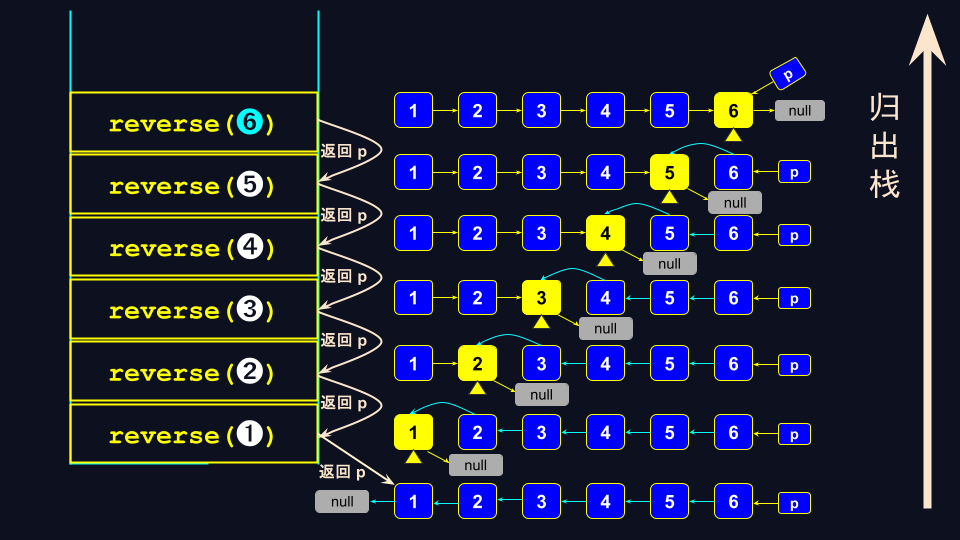 reverse(❻)
reverse(❺)
reverse(❹)
reverse(❸)
reverse(❷)
reverse(❶)
返回 p
返回 p
返回 p
返回 p
返回 p
返回 p
p
1 2 3 4 5 6 null
1 2 3 4 5 6 p
null
1 2 3 4 5 6 p
null
1 2 3 4 5 6 p
null
1 2 3 4 5 6 p
null
1 2 3 4 5 6 p
null
null 1 2 3 4 5 6 p
归
出
栈